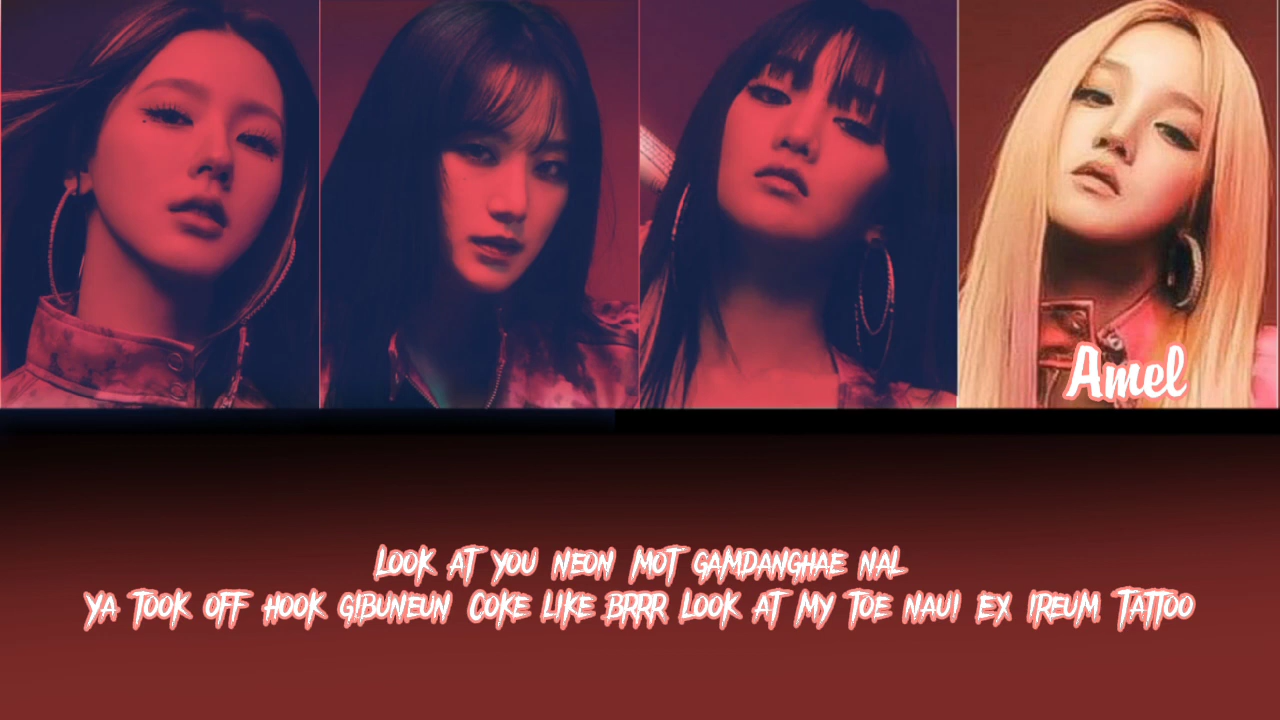 Amel
Look at you neon mot gamdanghae nal
Ya took off hook gibuneun Coke like brrr Look at my toe naui ex ireum tattoo